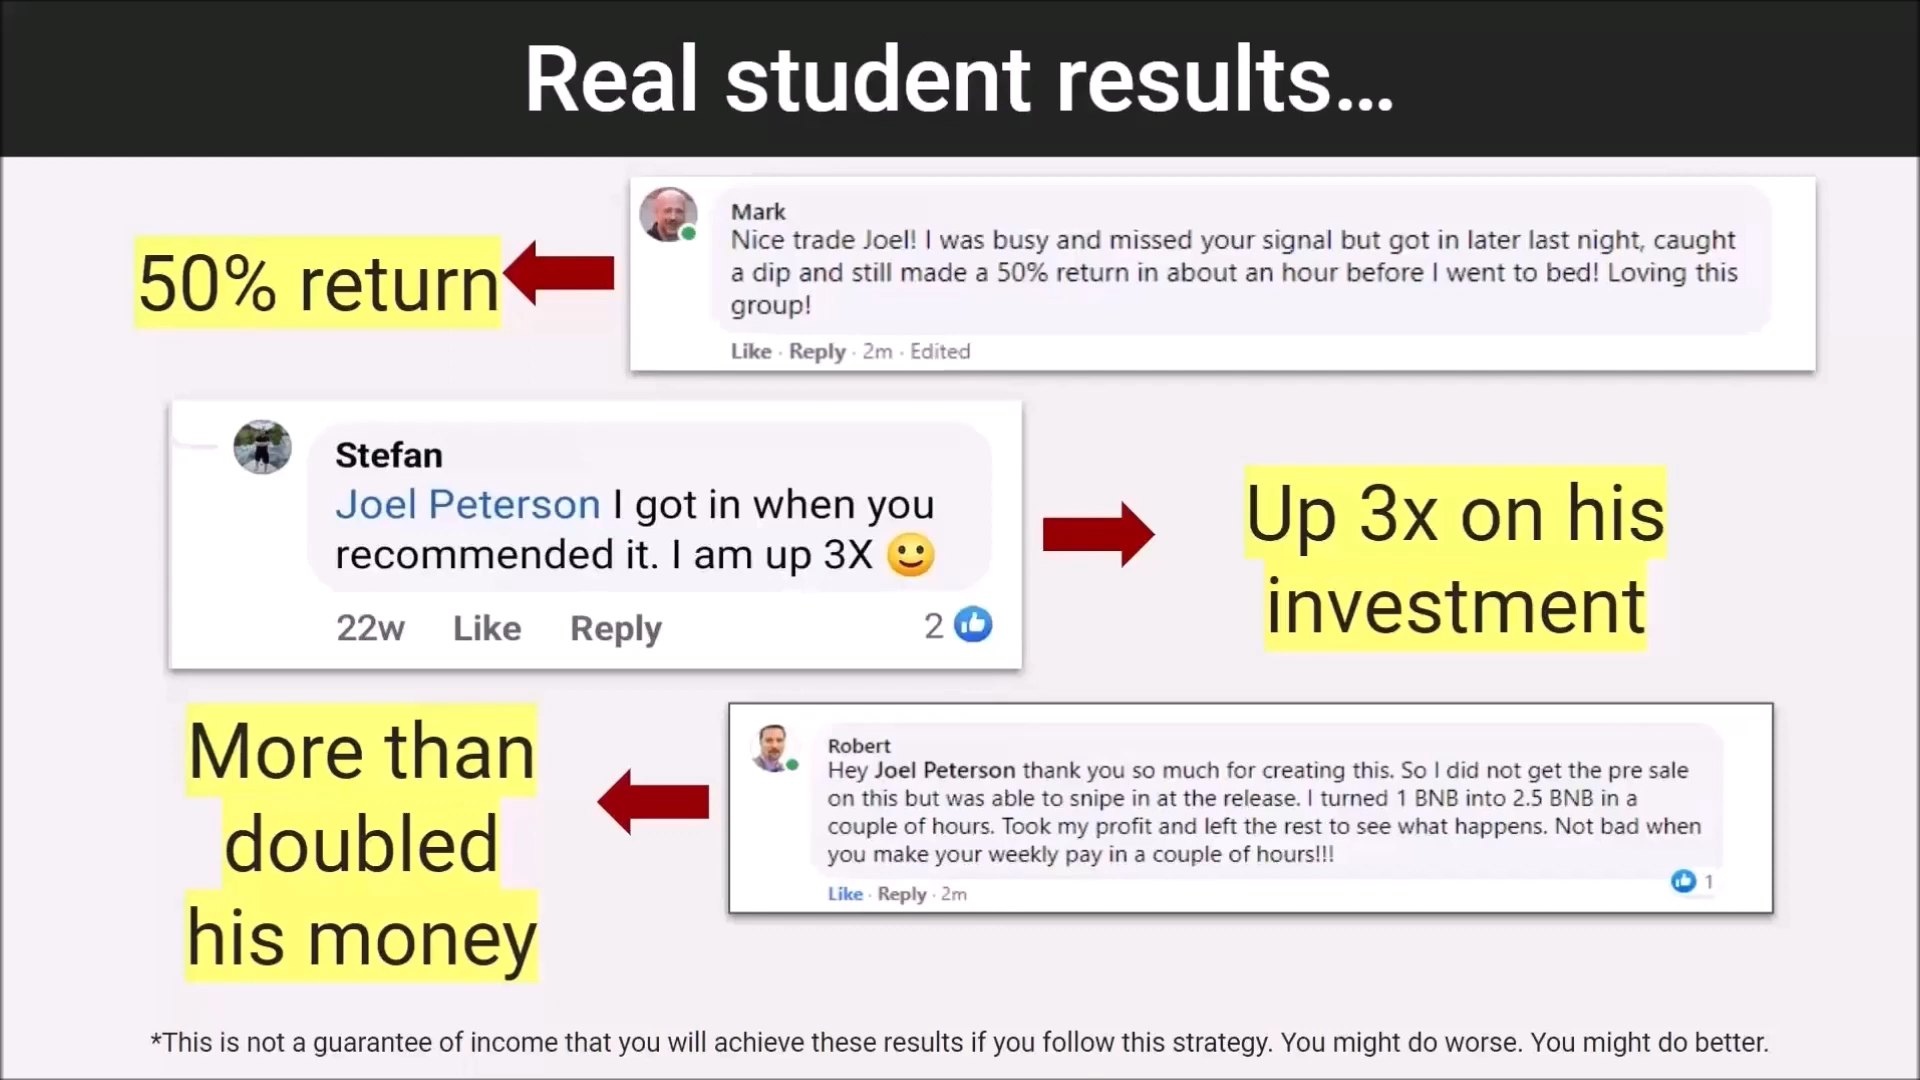 Real student results...
50% return
Mark
Nice trade Joel! I was busy and missed your signal but got in later last night, caught
a dip and still made a 50% return in about an hour before I went to bed! Loving this
group!
Like · Reply · 2m · Edited
Stefan
Joel Peterson I got in when you
recommended it. I am up 3X 🙂
22w Like Reply 2
Up 3x on his
investment
More than
doubled
his money
Robert
Hey Joel Peterson thank you so much for creating this. So I did not get the pre sale
on this but was able to snipe in at the release. I turned 1 BNB into 2.5 BNB in a
couple of hours. Took my profit and left the rest to see what happens. Not bad when
you make your weekly pay in a couple of hours!!!
Like · Reply · 2m 1
*This is not a guarantee of income that you will achieve these results if you follow this strategy. You might do worse. You might do better.